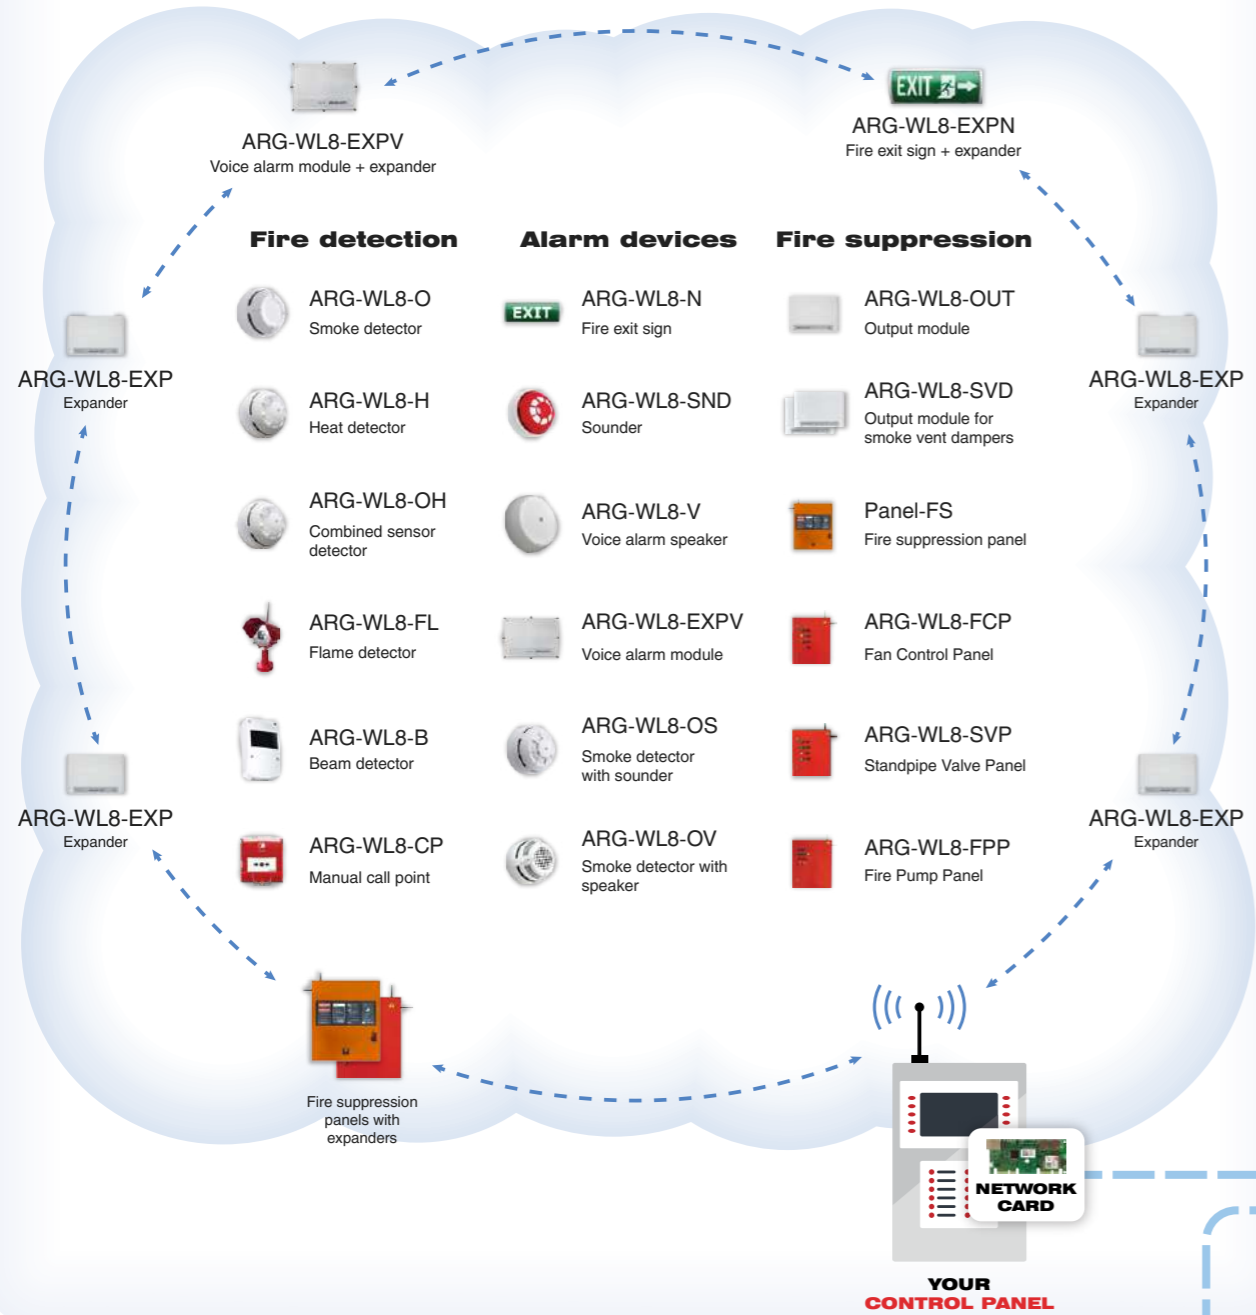 EXIT
ARG-WL8-EXPV
Voice alarm module + expander
ARG-WL8-EXPN
Fire exit sign + expander
ARG-WL8-EXP
Expander
ARG-WL8-EXP
Expander
ARG-WL8-EXP
Expander
ARG-WL8-EXP
Expander
Fire detection
ARG-WL8-O
Smoke detector
ARG-WL8-H
Heat detector
ARG-WL8-OH
Combined sensor
detector
ARG-WL8-FL
Flame detector
ARG-WL8-B
Beam detector
ARG-WL8-CP
Manual call point
Alarm devices
EXIT
ARG-WL8-N
Fire exit sign
ARG-WL8-SND
Sounder
ARG-WL8-V
Voice alarm speaker
ARG-WL8-EXPV
Voice alarm module
ARG-WL8-OS
Smoke detector
with sounder
ARG-WL8-OV
Smoke detector with
speaker
Fire suppression
ARG-WL8-OUT
Output module
ARG-WL8-SVD
Output module for
smoke vent dampers
Panel-FS
Fire suppression panel
ARG-WL8-FCP
Fan Control Panel
ARG-WL8-SVP
Standpipe Valve Panel
ARG-WL8-FPP
Fire Pump Panel
Fire suppression
panels with
expanders
NETWORK
CARD
YOUR
CONTROL PANEL